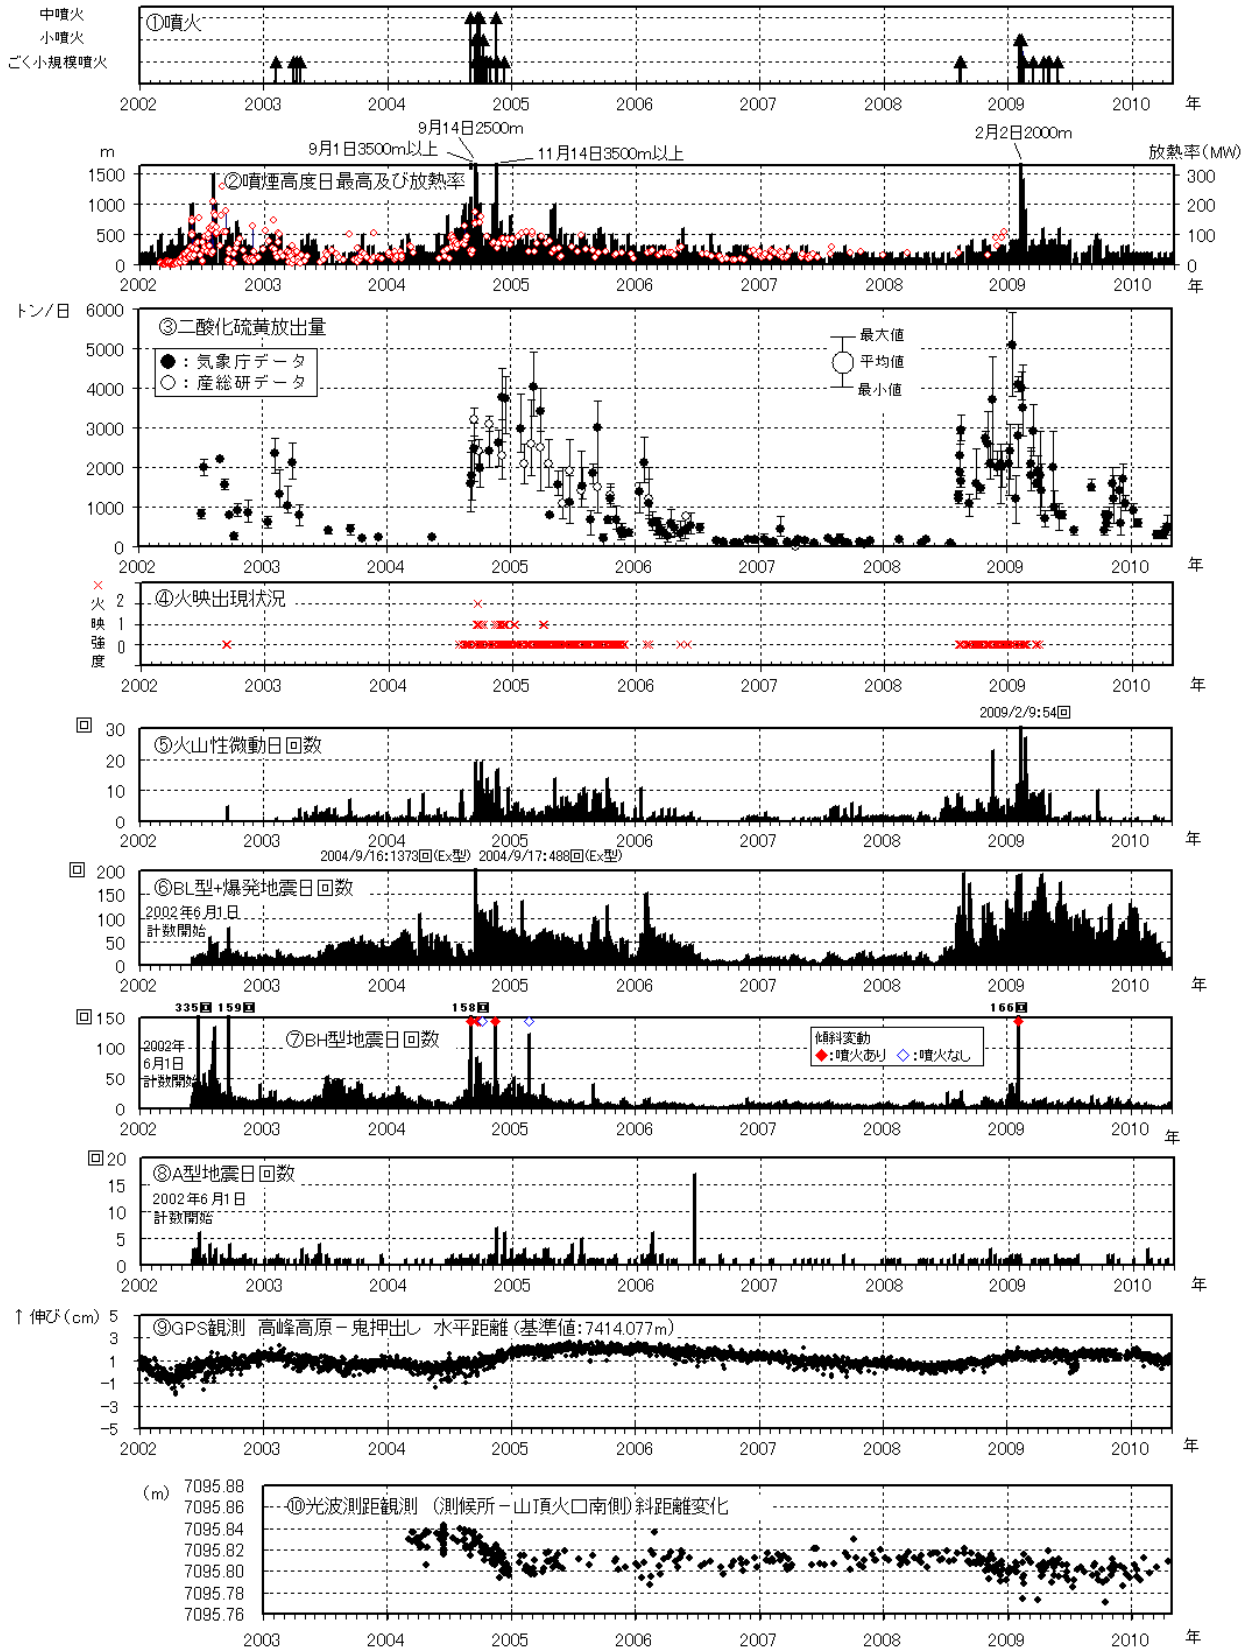 中噴火
小噴火
ごく小規模噴火
①噴火
2002 2003 2004 2005 2006 2007 2008 2009 2010 年
9月14日2500m
9月1日3500m以上
11月14日3500m以上
2月2日2000m
m
放熱率(MW)
②噴煙高度日最高及び放熱率
1500
1000
500
0
300
200
100
0
2002 2003 2004 2005 2006 2007 2008 2009 2010 年
トン/日
③二酸化硫黄放出量
●：気象庁データ
○：産総研データ
最大値
平均値
最小値
6000
5000
4000
3000
2000
1000
0
2002 2003 2004 2005 2006 2007 2008 2009 2010 年
×
火映強度
④火映出現状況
2
1
0
2002 2003 2004 2005 2006 2007 2008 2009 2010 年
2009/2/9:54回
回
⑤火山性微動日回数
30
20
10
0
2002 2003 2004 2005 2006 2007 2008 2009 2010 年
2004/9/16:1373回(Ex型) 2004/9/17:488回(Ex型)
回
⑥BL型+爆発地震日回数
2002年6月1日
計数開始
200
150
100
50
0
2002 2003 2004 2005 2006 2007 2008 2009 2010 年
335回 159回
158回
166回
回
⑦BH型地震日回数
2002年
6月1日
計数開始
傾斜変動
◆:噴火あり ◇:噴火なし
150
100
50
0
2002 2003 2004 2005 2006 2007 2008 2009 2010 年
回
⑧A型地震日回数
2002年6月1日
計数開始
20
15
10
5
0
2002 2003 2004 2005 2006 2007 2008 2009 2010 年
↑伸び(cm)
⑨GPS観測 高峰高原－鬼押出し 水平距離(基準値:7414.077m)
5
3
1
-1
-3
-5
2002 2003 2004 2005 2006 2007 2008 2009 2010 年
(m)
⑩光波測距観測 (測候所－山頂火口南側)斜距離変化
7095.88
7095.86
7095.84
7095.82
7095.80
7095.78
7095.76
2003 2004 2005 2006 2007 2008 2009 2010 年